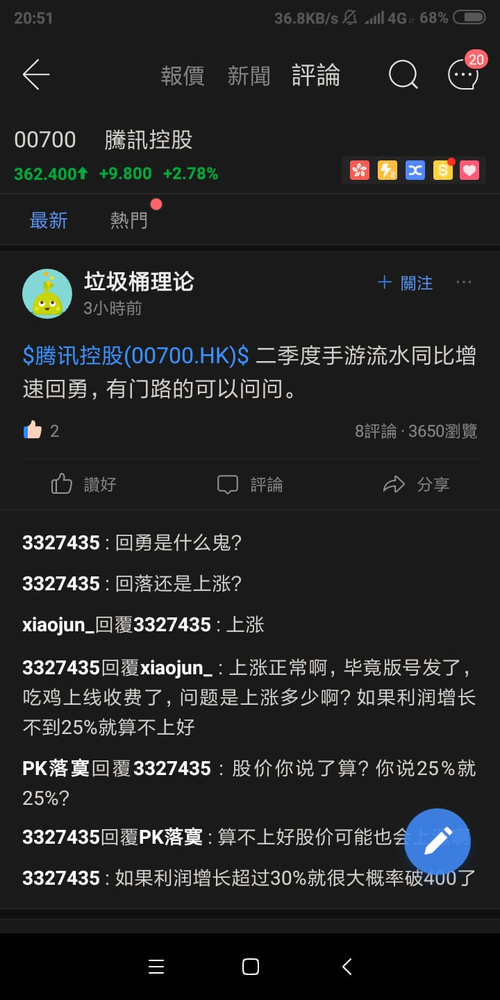 20:51 36.8KB/s 4G 68%
報價 新聞 評論 20
00700 騰訊控股
362.400↑ +9.800 +2.78%
最新 熱門
垃圾桶理论
+ 關注 ···
3小時前
$腾讯控股(00700.HK)$ 二季度手游流水同比增
速回勇，有门路的可以问问。
2 8評論 · 3650瀏覽
讚好 評論 分享
3327435 : 回勇是什么鬼？
3327435 : 回落还是上涨？
xiaojun_回覆3327435 : 上涨
3327435回覆xiaojun_ : 上涨正常啊，毕竟版号发了，
吃鸡上线收费了，问题是上涨多少啊？如果利润增长
不到25%就算不上好
PK落寞回覆3327435 : 股价你说了算？你说25%就
25%？
3327435回覆PK落寞 : 算不上好股价可能也会上涨啊
3327435 : 如果利润增长超过30%就很大概率破400了